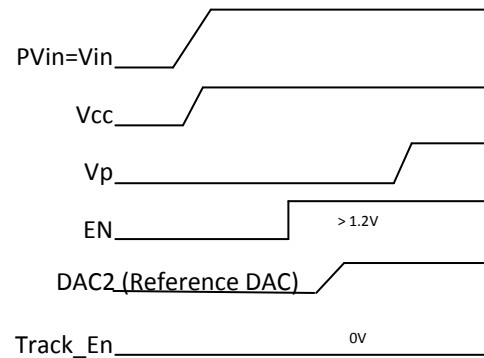 PVin=Vin
Vcc
Vp
EN
> 1.2V
DAC2 (Reference DAC)
Track_En
0V